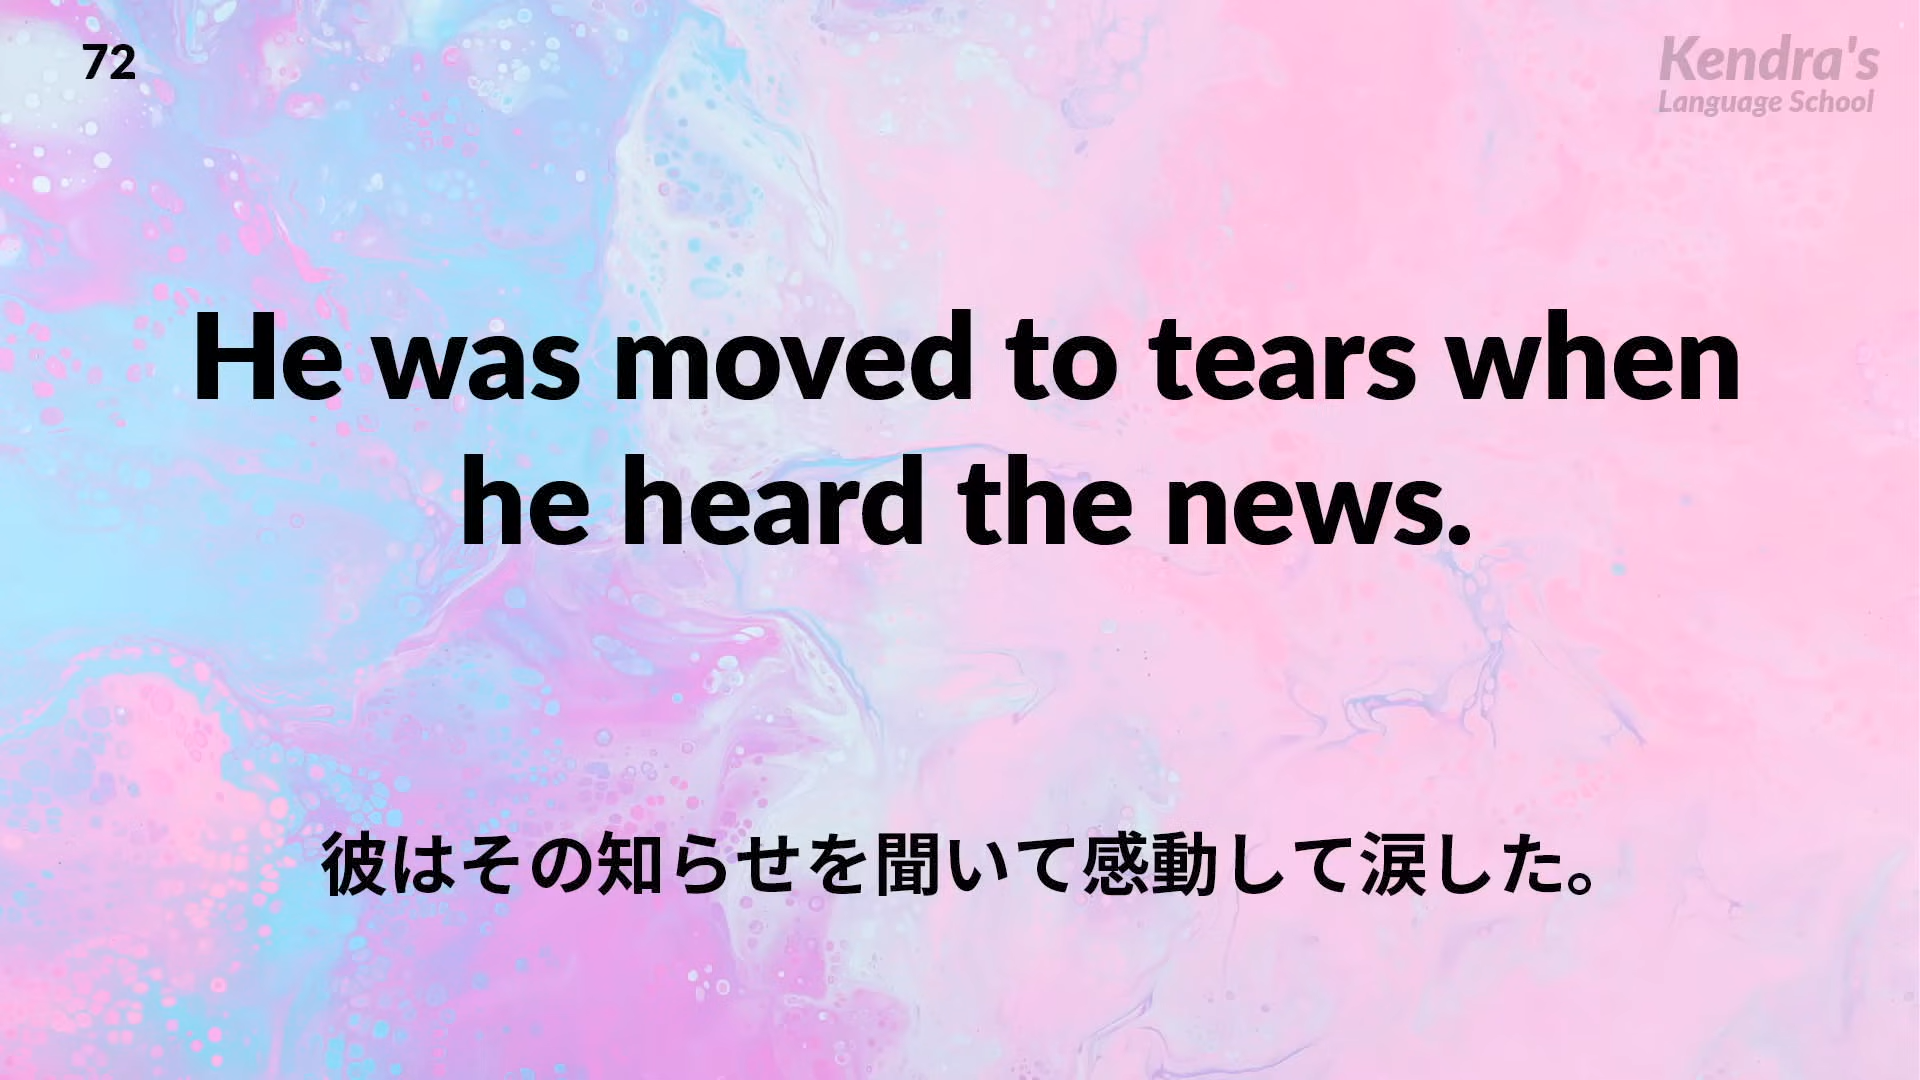 72
Kendra's
Language School
He was moved to tears when
he heard the news.
彼はその知らせを聞いて感動して涙した。